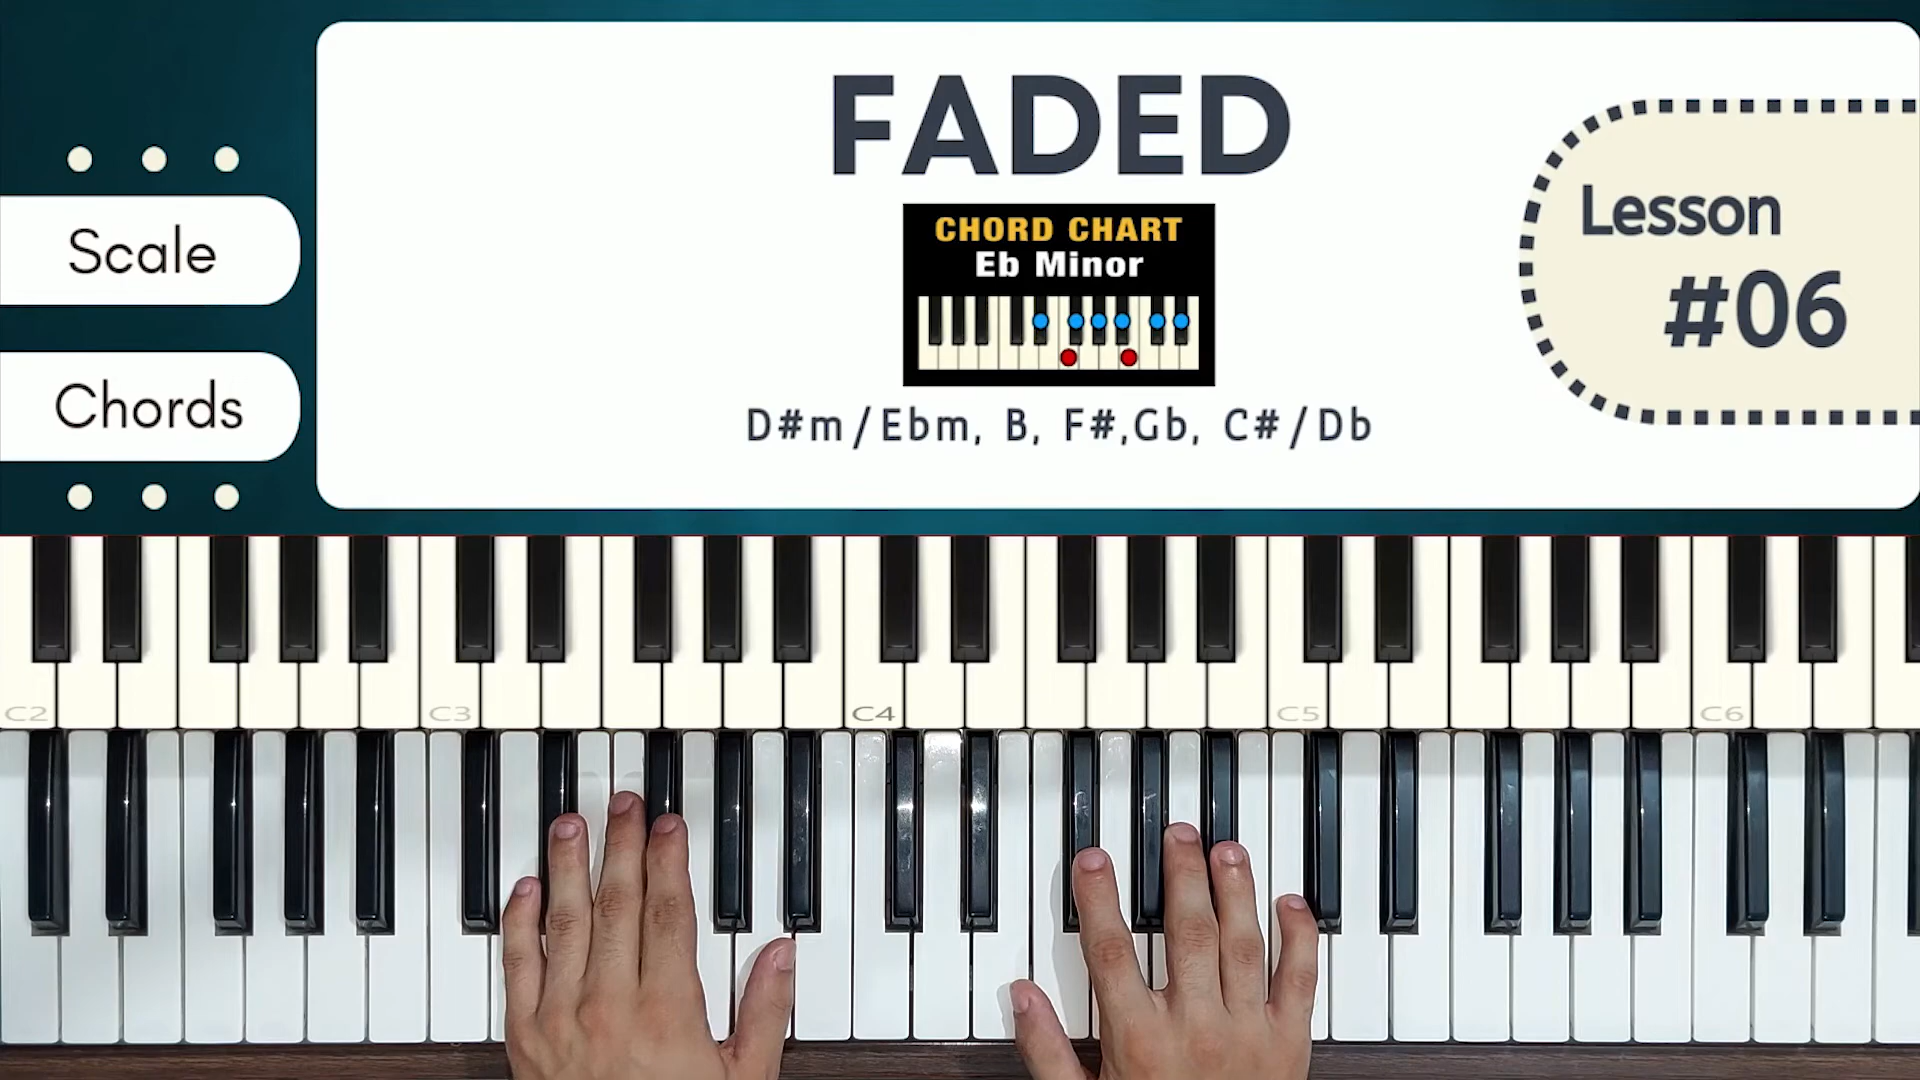 FADED
Scale
Chords
CHORD CHART
Eb Minor
D#m/Ebm, B, F#,Gb, C#/Db
Lesson
#06
C2
C3
C4
C5
C6